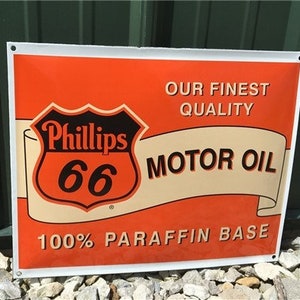 OUR FINEST
QUALITY
Phillips
66
®
MOTOR OIL
100% PARAFFIN BASE